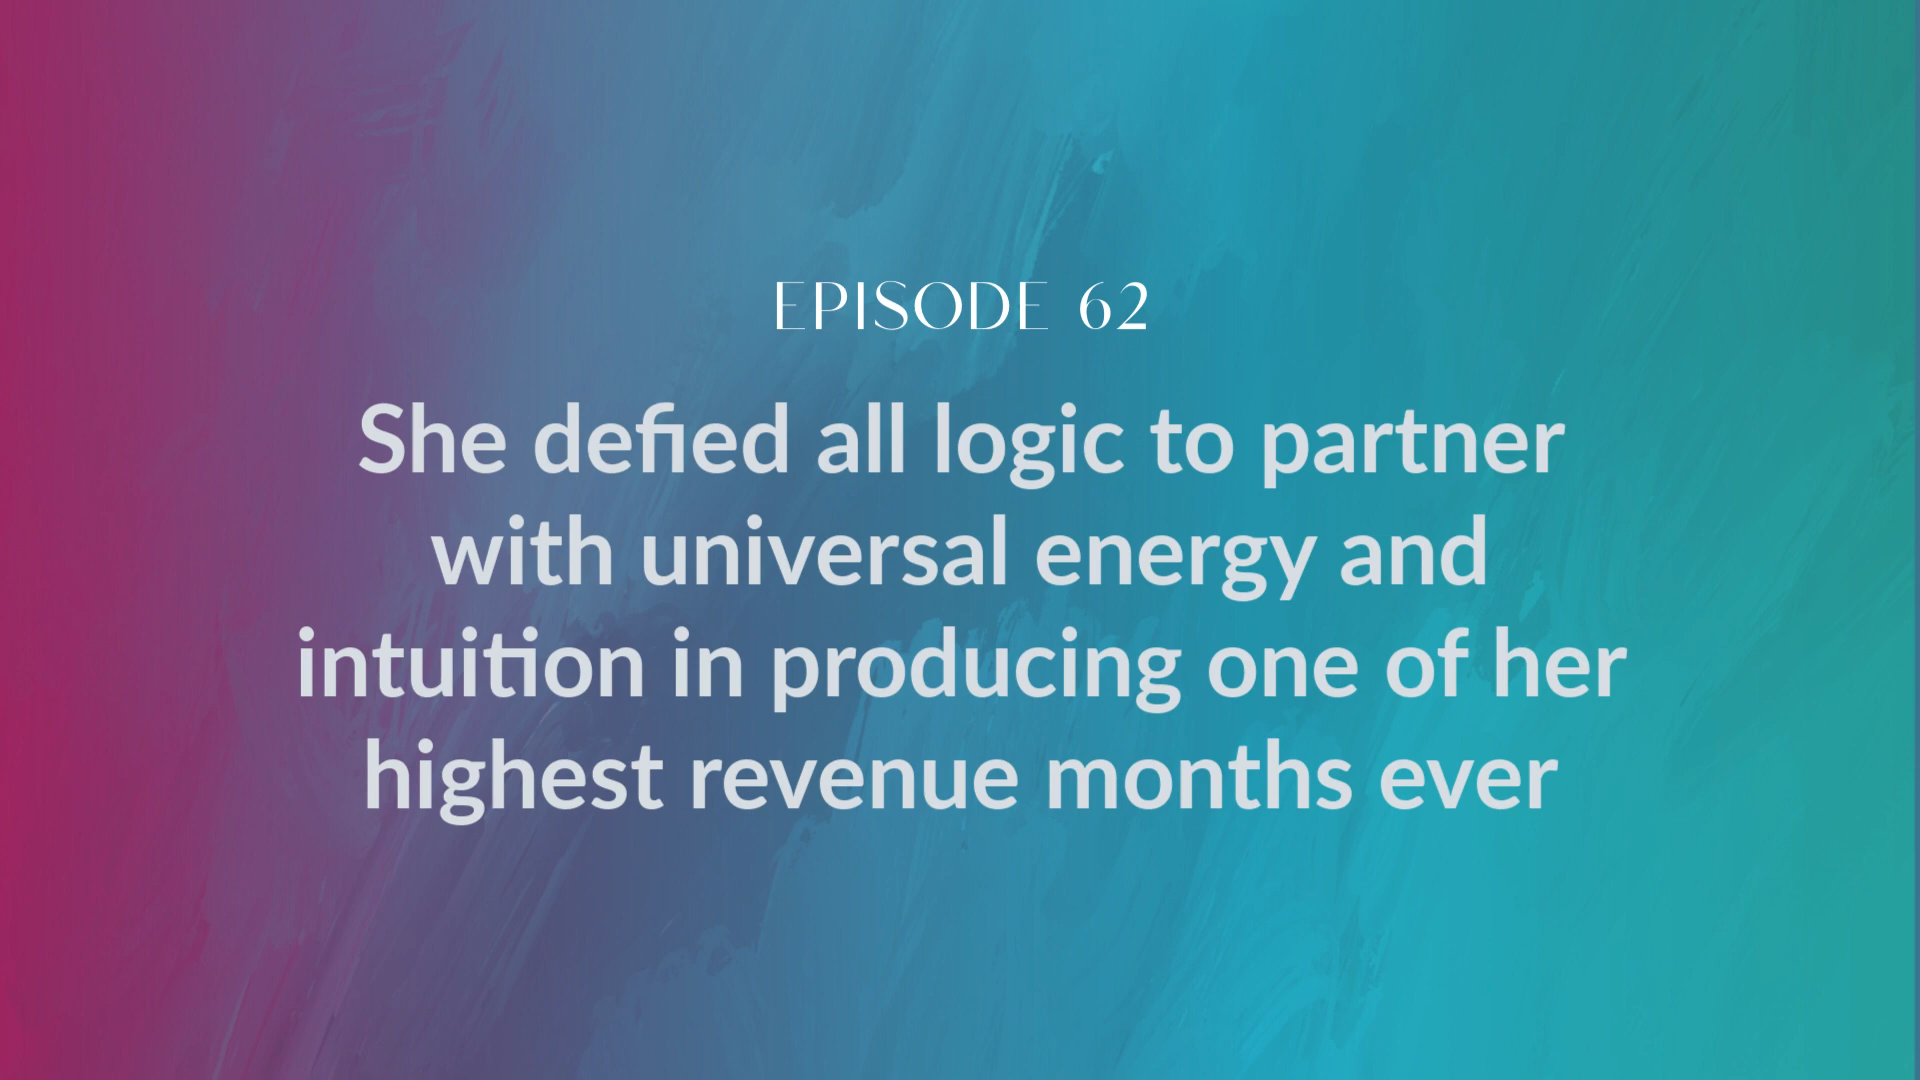 EPISODE 62
She defied all logic to partner
with universal energy and
intuition in producing one of her
highest revenue months ever